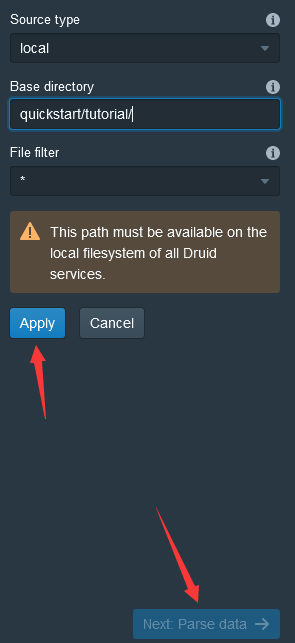 Source type
local
Base directory
quickstart/tutorial/
File filter
*
This path must be available on the
local filesystem of all Druid
services.
Apply Cancel
Next: Parse data